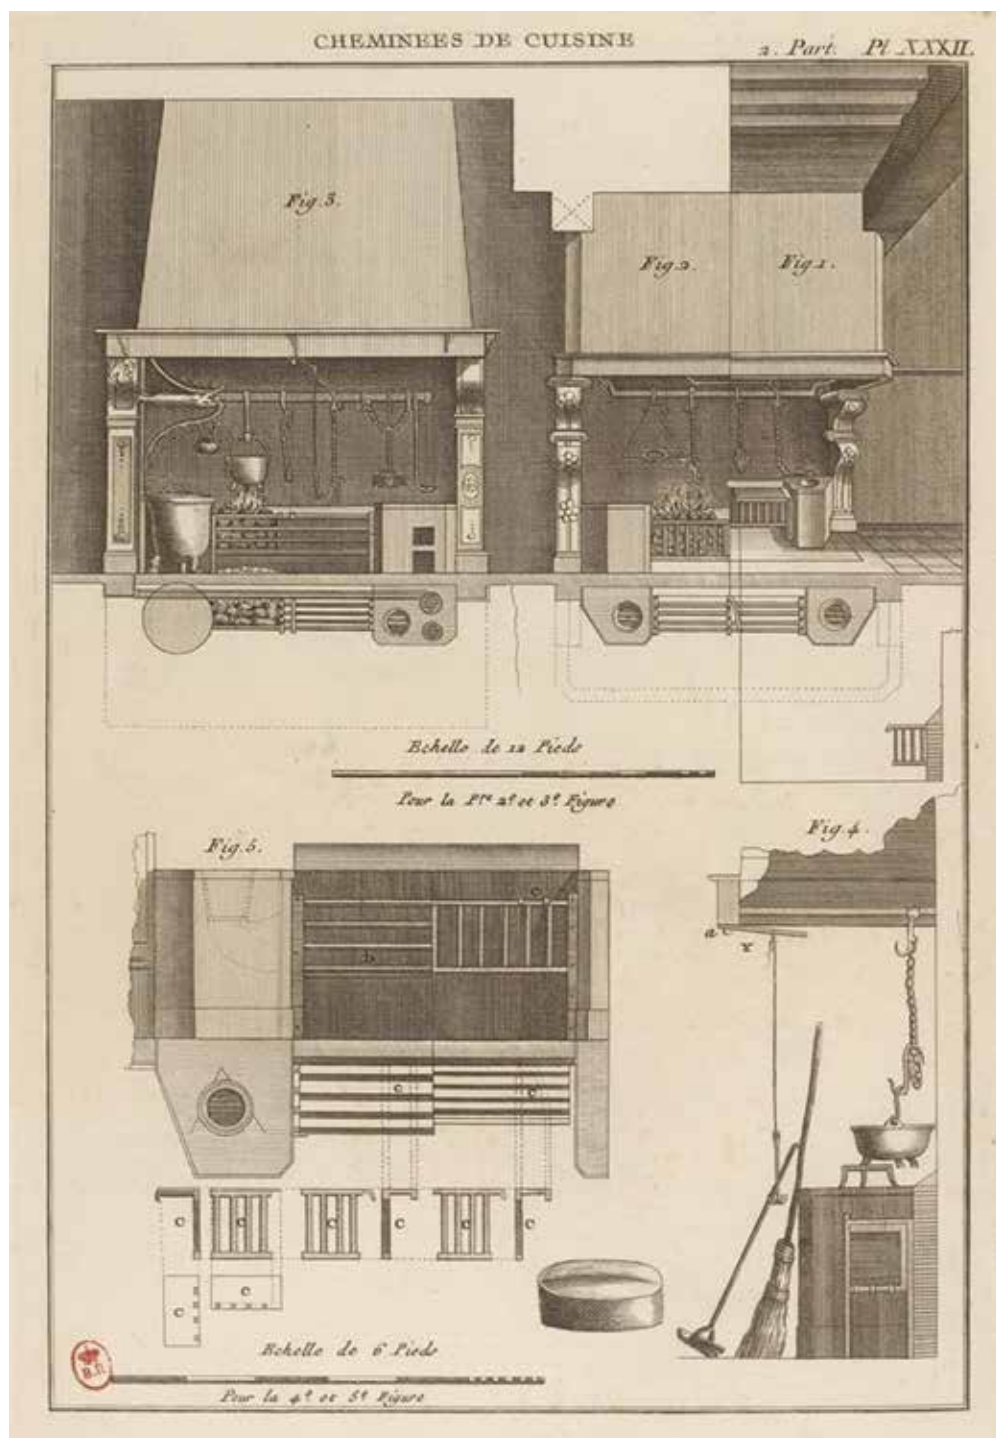 CHEMINEES DE CUISINE
2. Part. Pl. XXXII.
Fig. 3.
Fig. 2.
Fig. 1.
Echelle de 12 Pieds
Pour la Pre. 2e. et 3e. Figure
Fig. 5.
Fig. 4.
c
a
x
b
c
c
c
c
c
c
c
c
c
c
Echelle de 6 Pieds
B.R.
Pour la 4e. et 5e. Figure